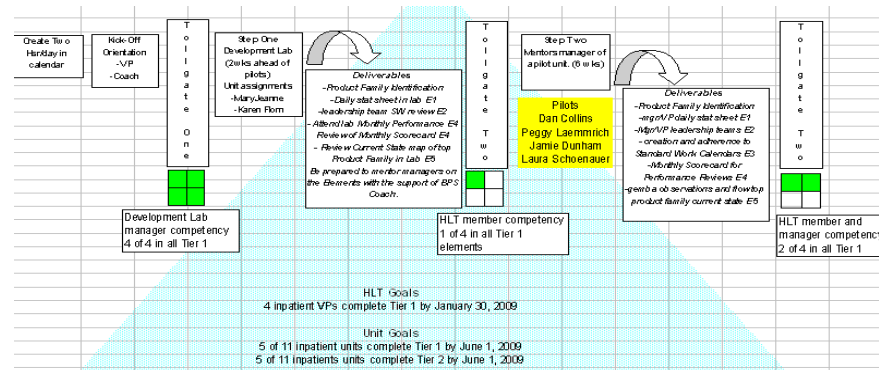 Create Two
Hsr/day in
calendar
Kick-Off
Orientation
-VP
- Coach
T
o
l
l
g
a
t
e
O
n
e
Step One
Development Lab
(2wks ahead of
pilots)
Unit assignments
-MaryJeanne
- Karen Flom
Deliverables
-Product Family Identification
-Daily stat sheet in lab E1
-leadership team SW review E2
- Attend lab Monthly Performance E4
Review of Monthly Scorecard E4
- Review Current State map of top
Product Family in Lab E5
Be prepared to mentor managers on
the Elements with the support of BPS
Coach.
T
o
l
l
g
a
t
e
T
w
o
Step Two
Mentors manager of
a pilot unit. (6 wks)
Pilots
Dan Collins
Peggy Laemmrich
Jamie Dunham
Laura Schoenauer
Deliverables
-Product Family Identification
-mgr/VP daily stat sheet E1
-Mgr/VP leadership teams E2
- creation and adherence to
Standard Work Calendars E3
-Monthly Scorecard for
Performance Reviews E4
-gemba observations and flow top
product family current state E5
T
o
l
l
g
a
t
e
T
w
o
Development Lab
manager competency
4 of 4 in all Tier 1
HLT member competency
1 of 4 in all Tier 1
elements
HLT member and
manager competency
2 of 4 in all Tier 1
HLT Goals
4 inpatient VPs complete Tier 1 by January 30, 2009
Unit Goals
5 of 11 inpatient units complete Tier 1 by June 1, 2009
5 of 11 inpatients units complete Tier 2 by June 1, 2009